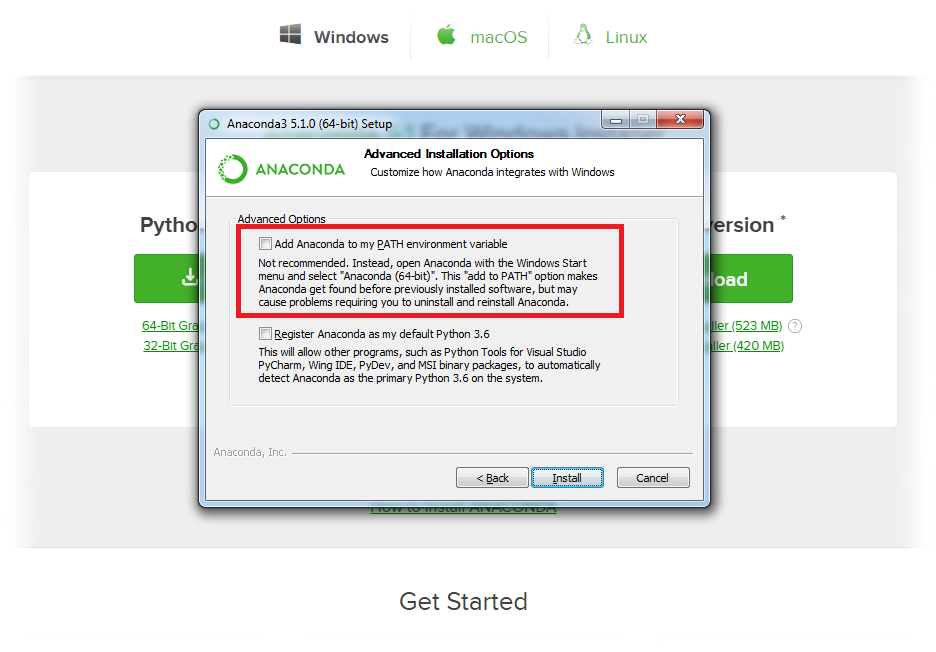 Windows
macOS
Linux
Anaconda3 5.1.0 (64-bit) Setup
For Windows
ANACONDA
Advanced Installation Options
Customize how Anaconda integrates with Windows
Advanced Options
Add Anaconda to my PATH environment variable
Not recommended. Instead, open Anaconda with the Windows Start
menu and select "Anaconda (64-bit)". This "add to PATH" option makes
Anaconda get found before previously installed software, but may
cause problems requiring you to uninstall and reinstall Anaconda.
Register Anaconda as my default Python 3.6
This will allow other programs, such as Python Tools for Visual Studio
PyCharm, Wing IDE, PyDev, and MSI binary packages, to automatically
detect Anaconda as the primary Python 3.6 on the system.
Anaconda, Inc.
< Back
Install
Cancel
Pytho
ersion *
oad
64-Bit Gra
ller (523 MB) ?
32-Bit Gra
ller (420 MB)
How to Install ANACONDA
Get Started